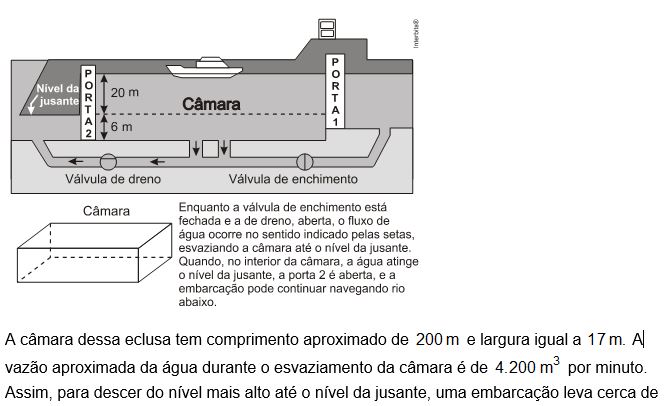 Interbits®
PORTA 2
PORTA 1
Nível da
jusante
20 m
Câmara
6 m
Válvula de dreno
Válvula de enchimento
Câmara
Enquanto a válvula de enchimento está
fechada e a de dreno, aberta, o fluxo de
água ocorre no sentido indicado pelas setas,
esvaziando a câmara até o nível da jusante.
Quando, no interior da câmara, a água atinge
o nível da jusante, a porta 2 é aberta, e a
embarcação pode continuar navegando rio
abaixo.
A câmara dessa eclusa tem comprimento aproximado de 200 m e largura igual a 17 m. A
vazão aproximada da água durante o esvaziamento da câmara é de 4.200 m³ por minuto.
Assim, para descer do nível mais alto até o nível da jusante, uma embarcação leva cerca de